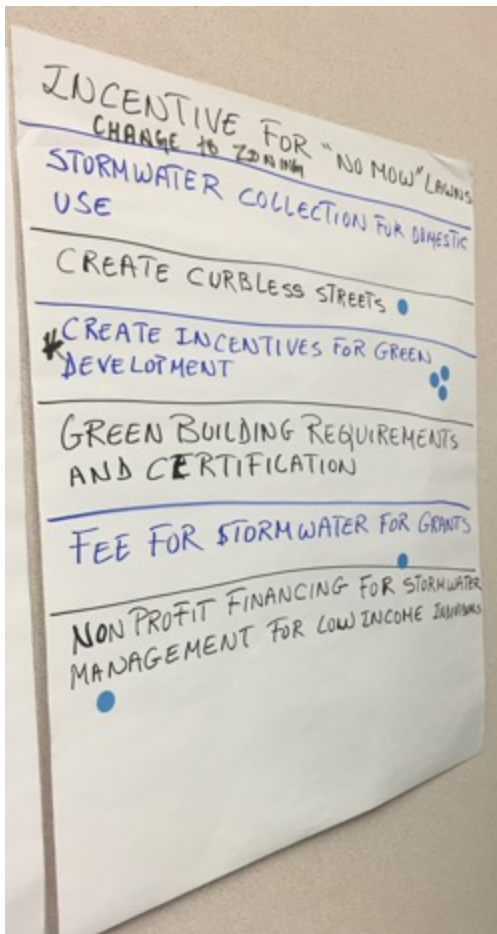 INCENTIVE FOR "NO MOW" LAWNS
CHANGE TO ZONING
STORMWATER COLLECTION FOR DOMESTIC
USE
CREATE CURBLESS STREETS
* CREATE INCENTIVES FOR GREEN
DEVELOPMENT
GREEN BUILDING REQUIREMENTS
AND CERTIFICATION
FEE FOR STORMWATER FOR GRANTS
NON PROFIT FINANCING FOR STORMWATER
MANAGEMENT FOR LOW INCOME INDIVIDUALS